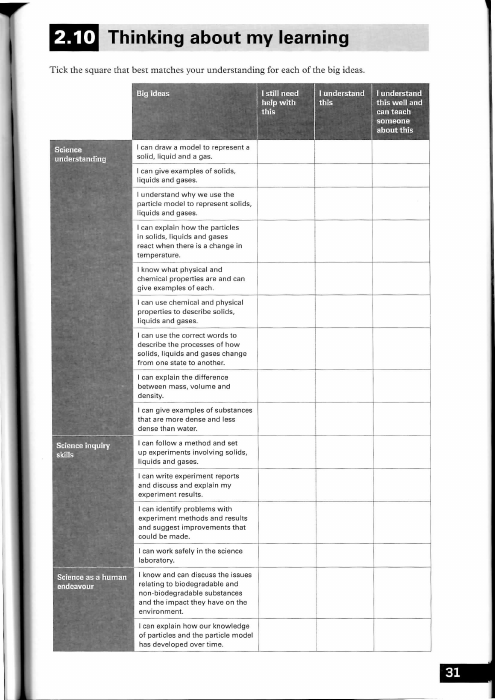 2.10 Thinking about my learning
Tick the square that best matches your understanding for each of the big ideas.
Big ideas
I still need
help with
this
I understand
this
I understand
this well and
can teach
someone
about this
Science
understanding
I can draw a model to represent a
solid, liquid and a gas.
I can give examples of solids,
liquids and gases.
I understand why we use the
particle model to represent solids,
liquids and gases.
I can explain how the particles
in solids, liquids and gases
react when there is a change in
temperature.
I know what physical and
chemical properties are and can
give examples of each.
I can use chemical and physical
properties to describe solids,
liquids and gases.
I can use the correct words to
describe the processes of how
solids, liquids and gases change
from one state to another.
I can explain the difference
between mass, volume and
density.
I can give examples of substances
that are more dense and less
dense than water.
Science inquiry
skills
I can follow a method and set
up experiments involving solids,
liquids and gases.
I can write experiment reports
and discuss and explain my
experiment results.
I can identify problems with
experiment methods and results
and suggest improvements that
could be made.
I can work safely in the science
laboratory.
Science as a human
endeavour
I know and can discuss the issues
relating to biodegradable and
non-biodegradable substances
and the impact they have on the
environment.
I can explain how our knowledge
of particles and the particle model
has developed over time.
31